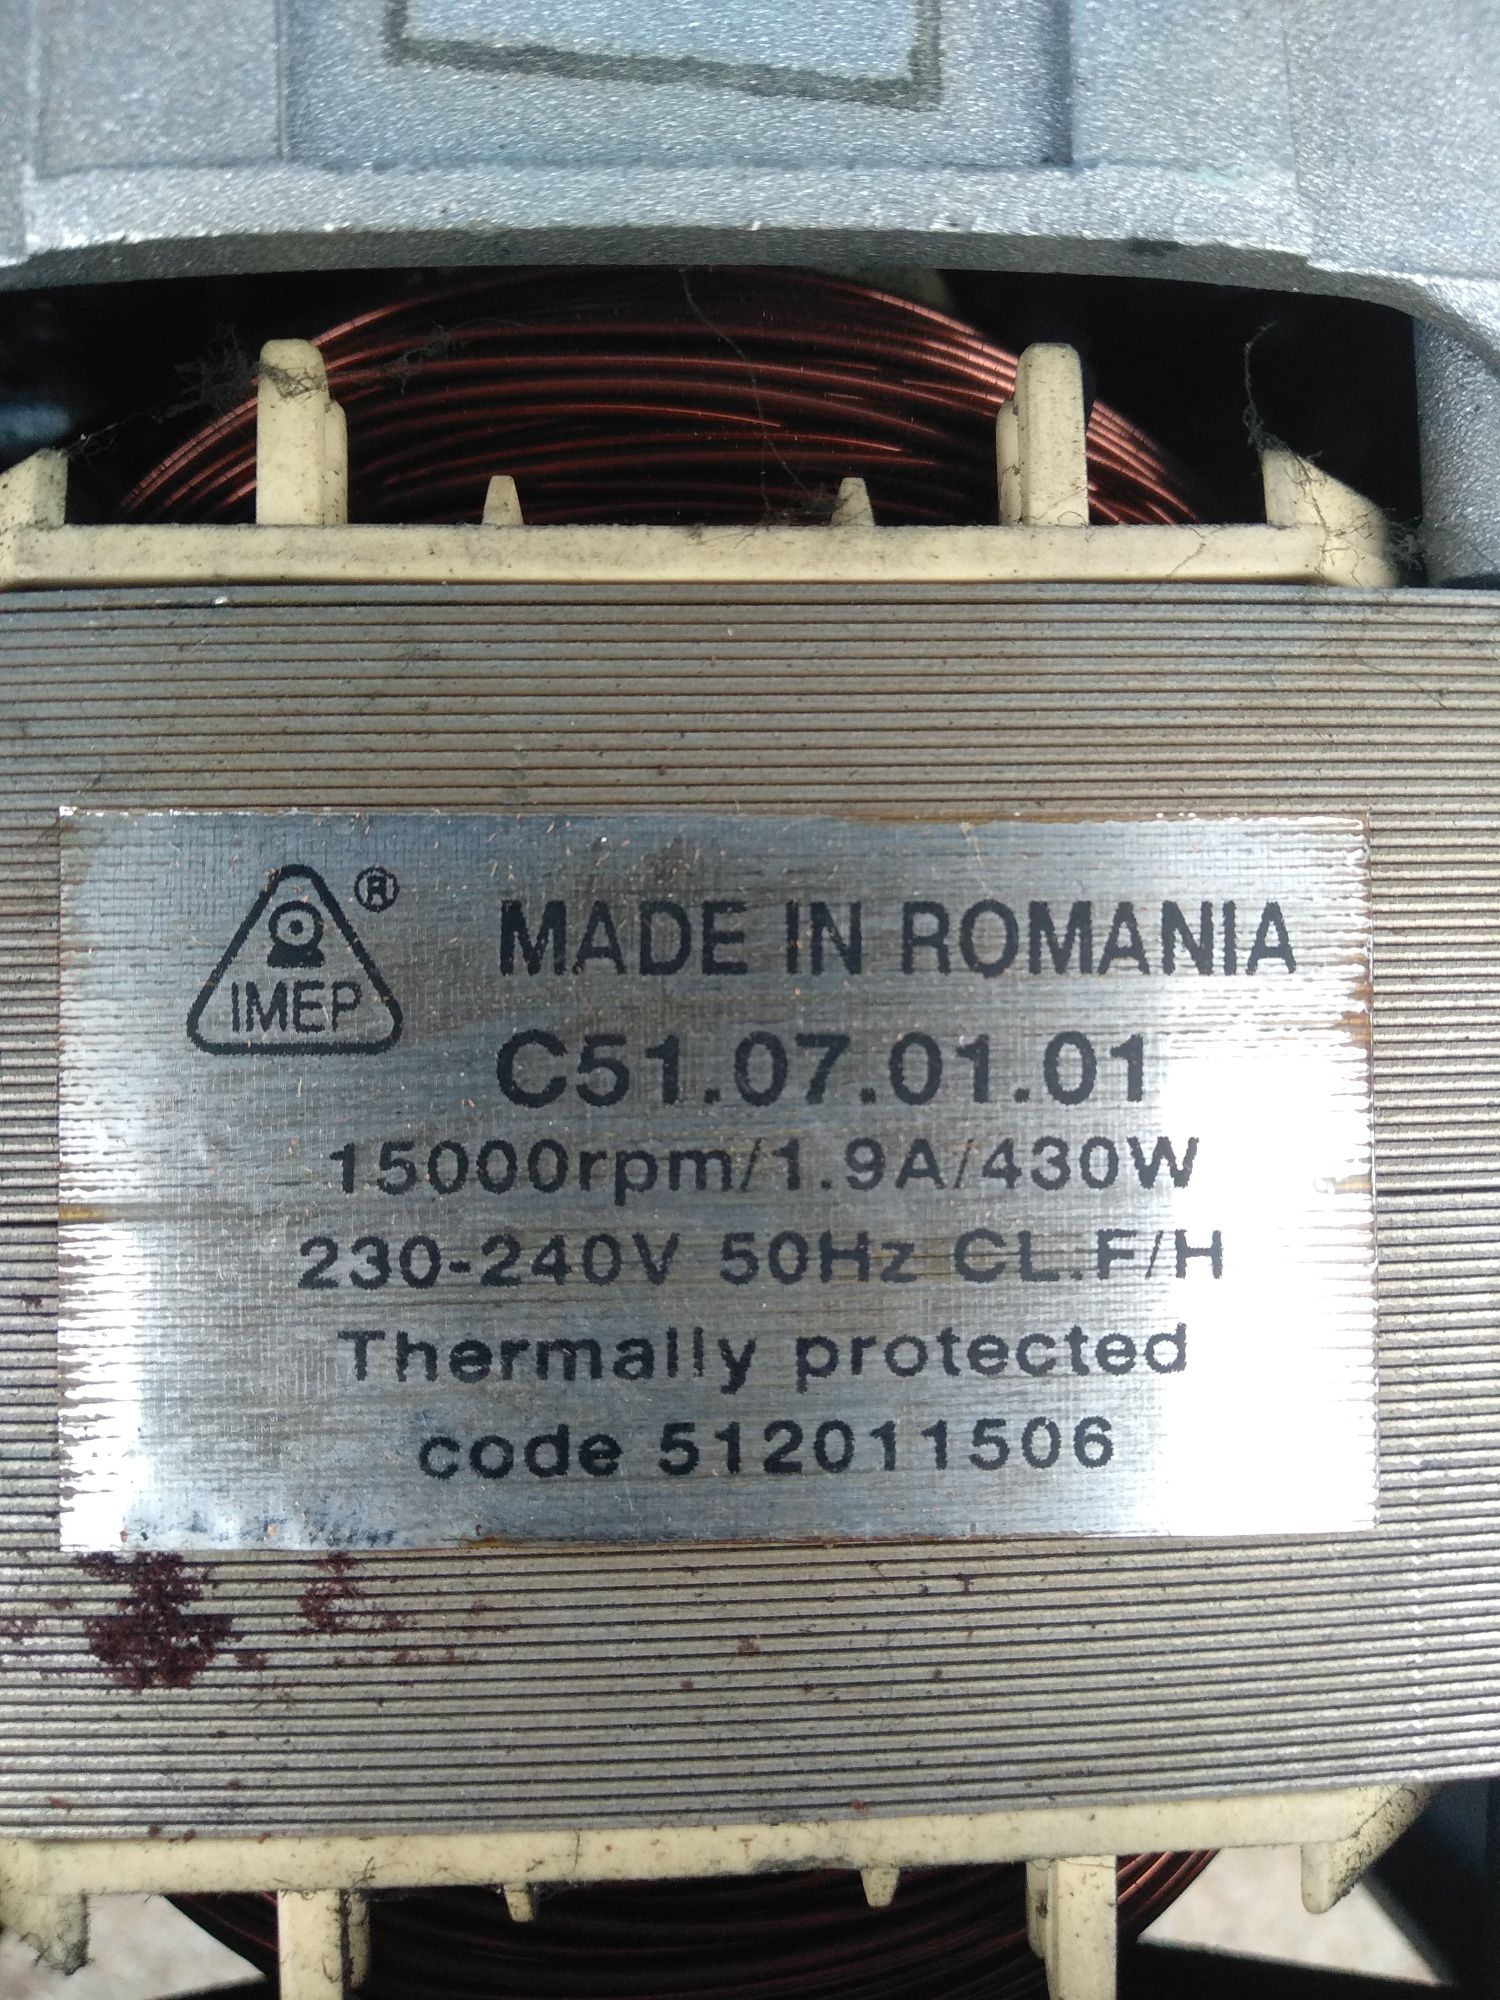 IMEP ®
MADE IN ROMANIA
C51.07.01.01
15000rpm/1.9A/430W
230-240V 50Hz CL.F/H
Thermally protected
code 512011506